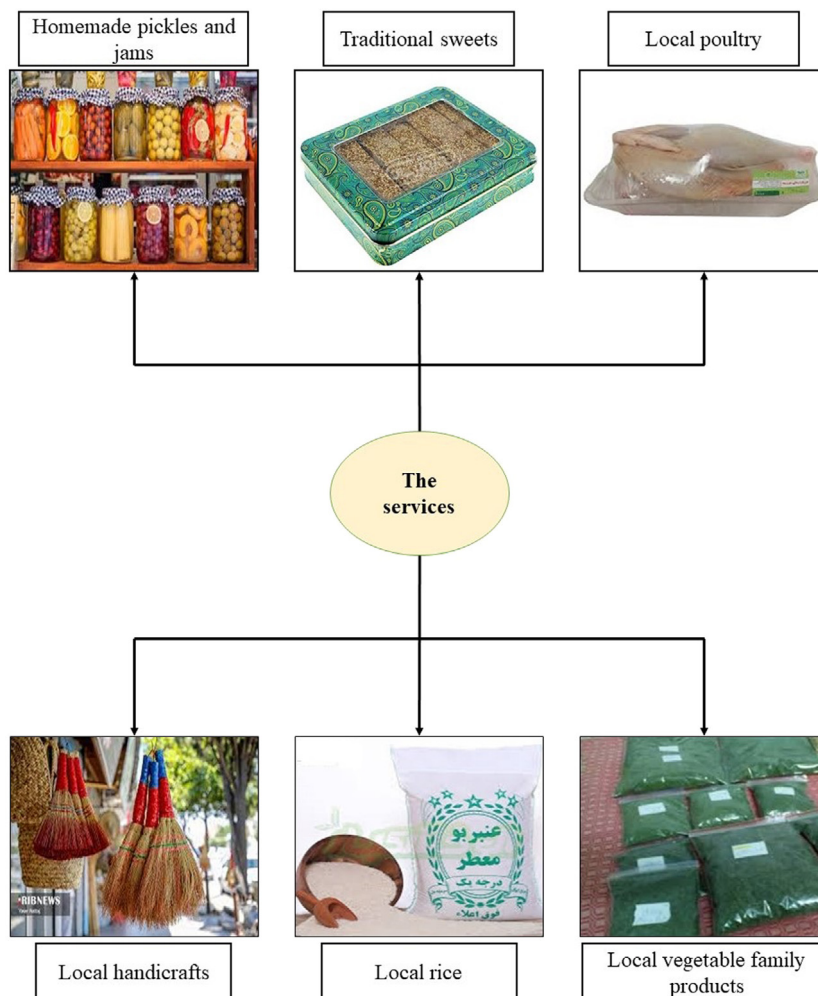 Homemade pickles and
jams
Traditional sweets
Local poultry
The
services
RIBNEWS
عنبربو
معطر
درجه یک
فوق اعلاء
Local handicrafts
Local rice
Local vegetable family
products